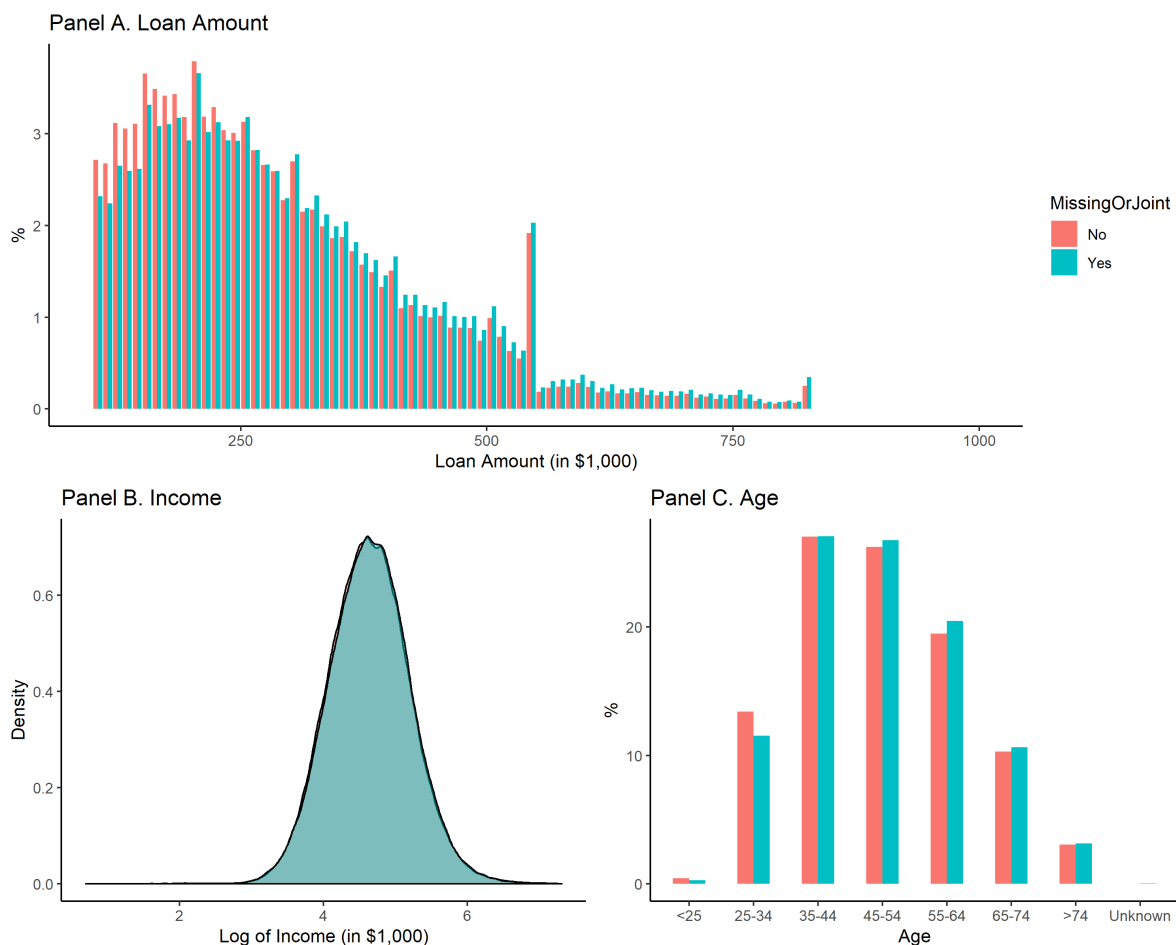 Panel A. Loan Amount
%
3
2
1
0
250 500 750 1000
Loan Amount (in $1,000)
MissingOrJoint
No
Yes
Panel B. Income
Density
0.6
0.4
0.2
0.0
2 4 6
Log of Income (in $1,000)
Panel C. Age
%
20
10
0
<25 25-34 35-44 45-54 55-64 65-74 >74 Unknown
Age